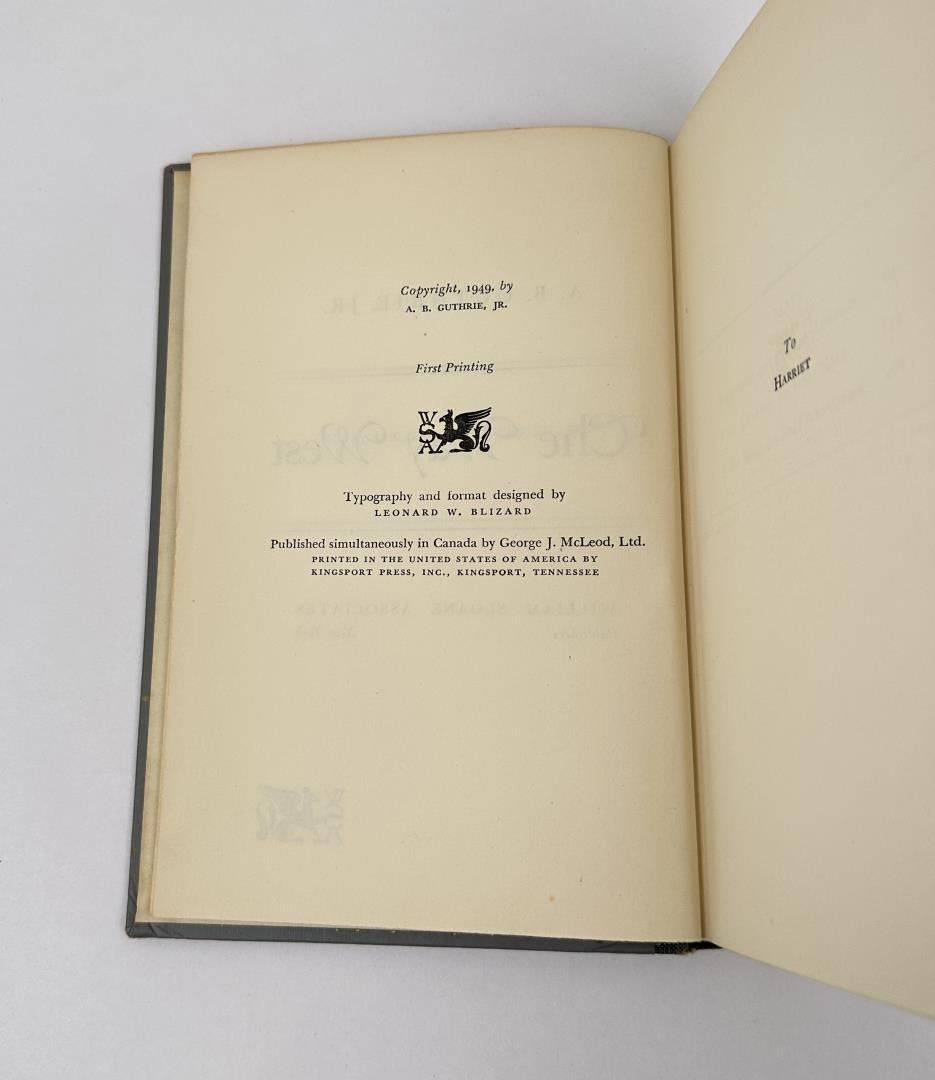 Copyright, 1949, by
A. B. GUTHRIE, JR.
First Printing
WSA
Typography and format designed by
LEONARD W. BLIZARD
Published simultaneously in Canada by George J. McLeod, Ltd.
PRINTED IN THE UNITED STATES OF AMERICA BY
KINGSPORT PRESS, INC., KINGSPORT, TENNESSEE
To
HARRIET